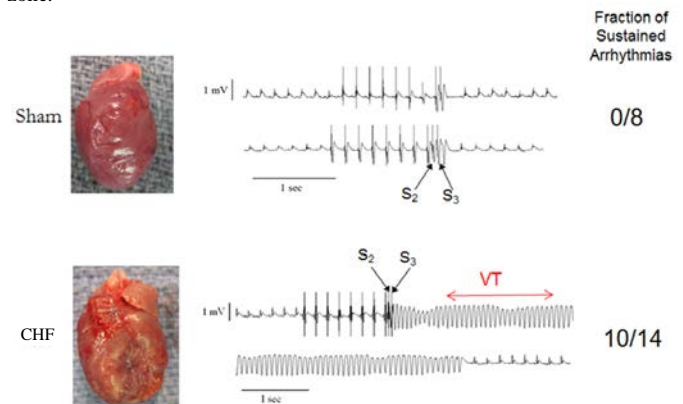 zone.
Fraction of
Sustained
Arrhythmias
Sham
1 mV
0/8
1 sec
S2 S3
S2 S3
VT
CHF
1 mV
10/14
1 sec